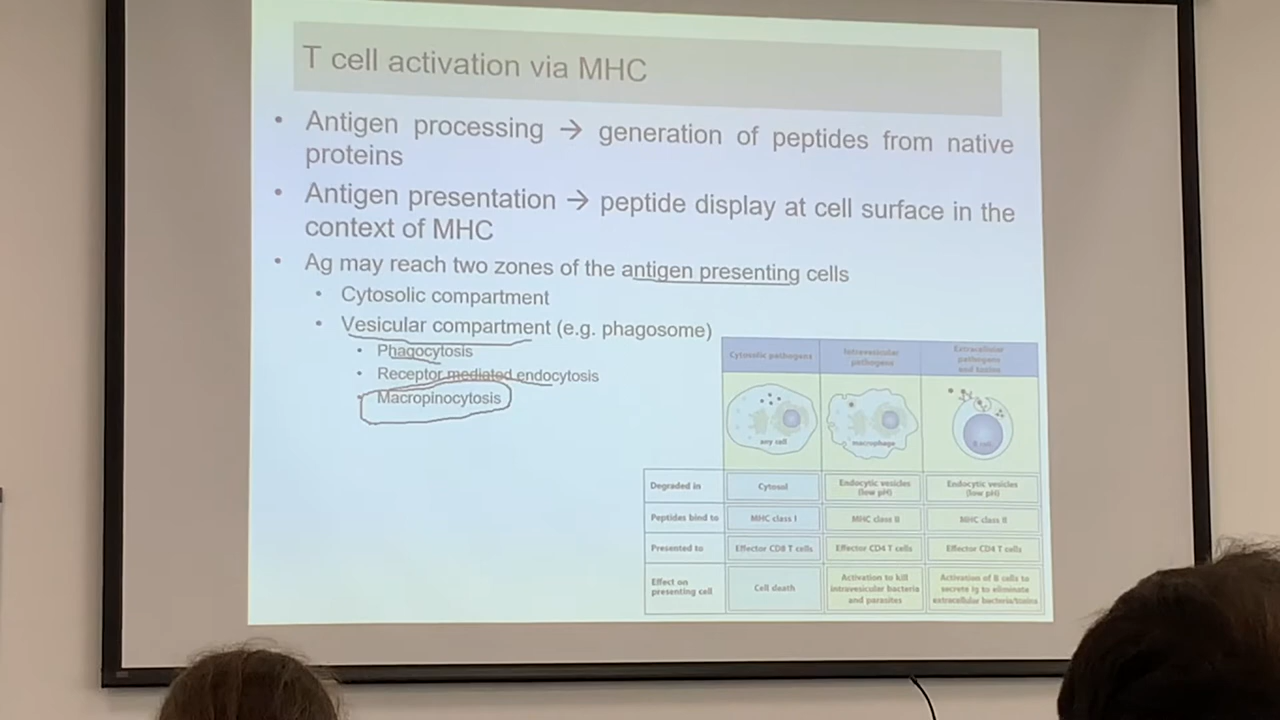 T cell activation via MHC
• Antigen processing → generation of peptides from native
proteins
• Antigen presentation → peptide display at cell surface in the
context of MHC
• Ag may reach two zones of the antigen presenting cells
• Cytosolic compartment
• Vesicular compartment (e.g. phagosome)
• Phagocytosis
• Receptor mediated endocytosis
• Macropinocytosis
Cytosolic pathogens
Intravesicular
pathogens
Extracellular
pathogens
and toxins
any cell
macrophage
B cell
Degraded in
Cytosol
Endocytic vesicles
(low pH)
Endocytic vesicles
(low pH)
Peptides bind to
MHC class I
MHC class II
MHC class II
Presented to
Effector CD8 T cells
Effector CD4 T cells
Effector CD4 T cells
Effect on
presenting cell
Cell death
Activation to kill
intravesicular bacteria
and parasites
Activation of B cells to
secrete Ig to eliminate
extracellular bacteria/toxins